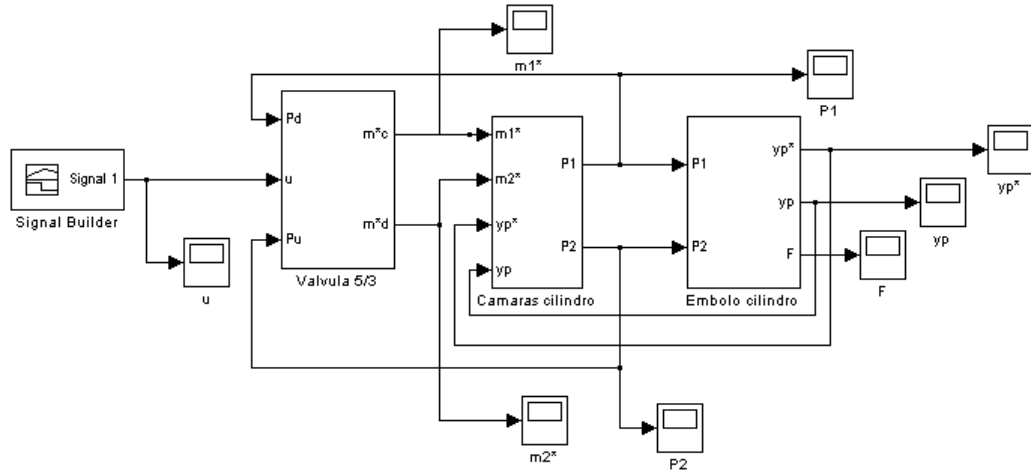 m1*
P1
Pd
m*c
u
m*d
Pu
Valvula 5/3
Signal 1
Signal Builder
u
m1*
m2*
yp*
yp
P1
P2
Camaras cilindro
P1
P2
yp*
yp
F
Embolo cilindro
yp*
yp
F
m2*
P2